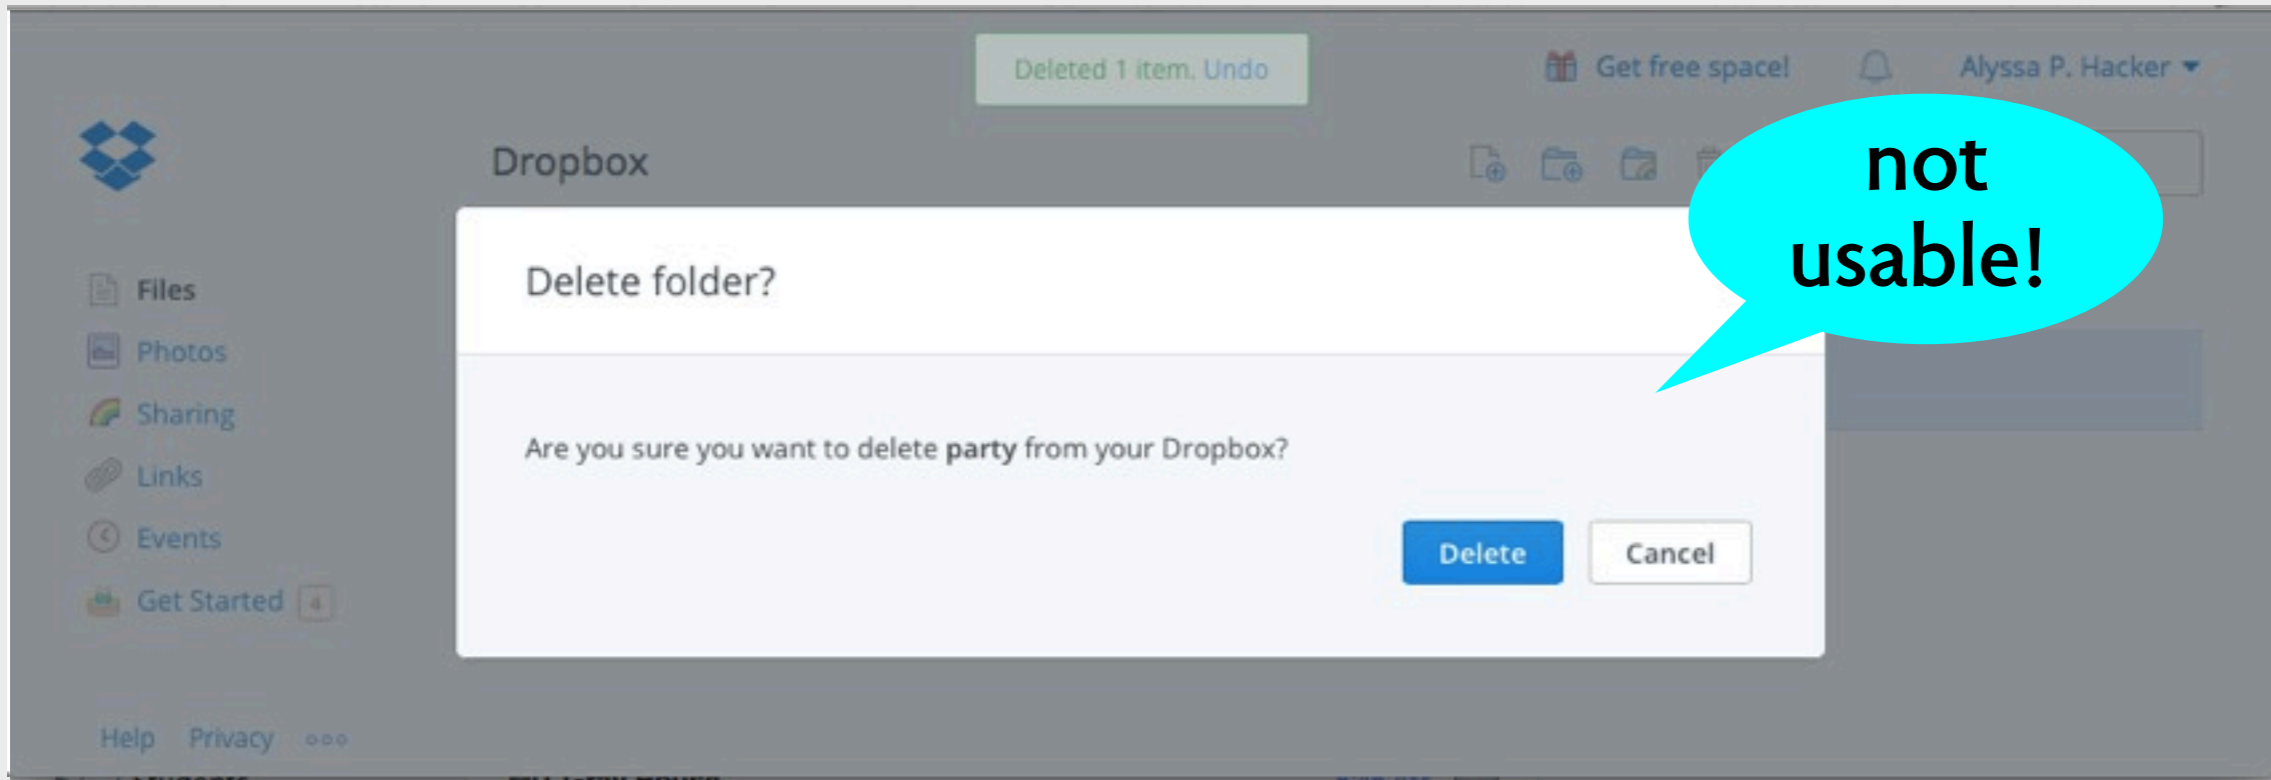 Deleted 1 item. Undo
Get free space!
Alyssa P. Hacker
Dropbox
not
usable!
Delete folder?
Files
Photos
Sharing
Links
Events
Get Started 4
Are you sure you want to delete party from your Dropbox?
Delete
Cancel
Help Privacy